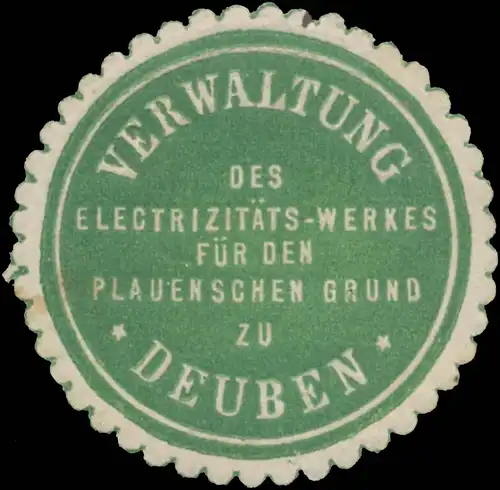 VERWALTUNG
DES
ELECTRIZITÄTS-WERKES
FÜR DEN
PLAUENSCHEN GRUND
ZU
* DEUBEN *